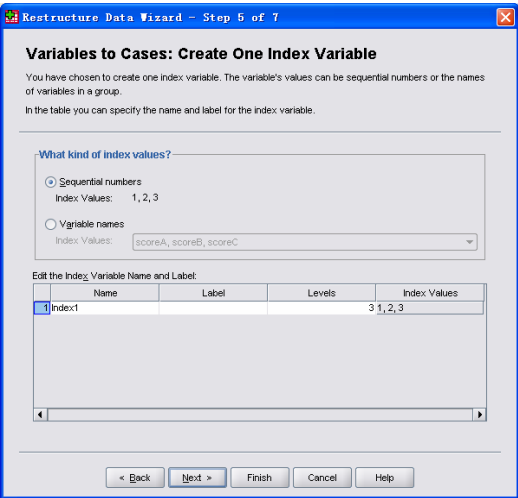 Restructure Data Wizard - Step 5 of 7
Variables to Cases: Create One Index Variable
You have chosen to create one index variable. The variable's values can be sequential numbers or the names
of variables in a group.
In the table you can specify the name and label for the index variable.
What kind of index values?
Sequential numbers
Index Values: 1, 2, 3
Variable names
Index Values: scoreA, scoreB, scoreC
Edit the Index Variable Name and Label:
Name Label Levels Index Values
1 Index1 3 1, 2, 3
« Back Next » Finish Cancel Help